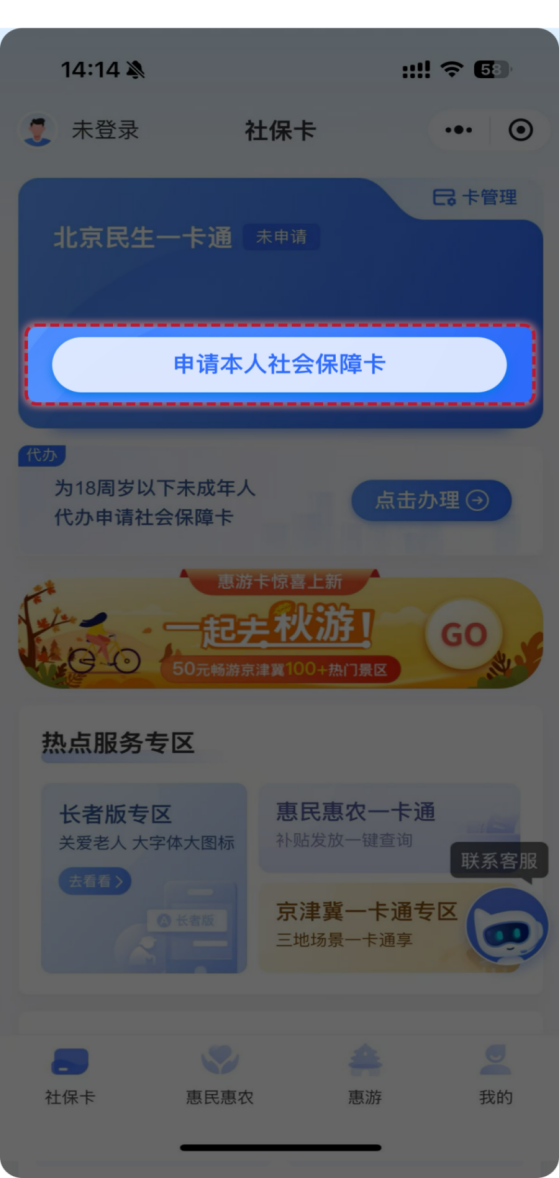 14:14
58
未登录
社保卡
卡管理
北京民生一卡通
未申请
申请本人社会保障卡
代办
为18周岁以下未成年人
代办申请社会保障卡
点击办理
惠游卡惊喜上新
一起去秋游!
GO
50元畅游京津冀100+热门景区
热点服务专区
长者版专区
关爱老人 大字体大图标
去看看
长者版
惠民惠农一卡通
补贴发放一键查询
联系客服
京津冀一卡通专区
三地场景一卡通享
社保卡
惠民惠农
惠游
我的